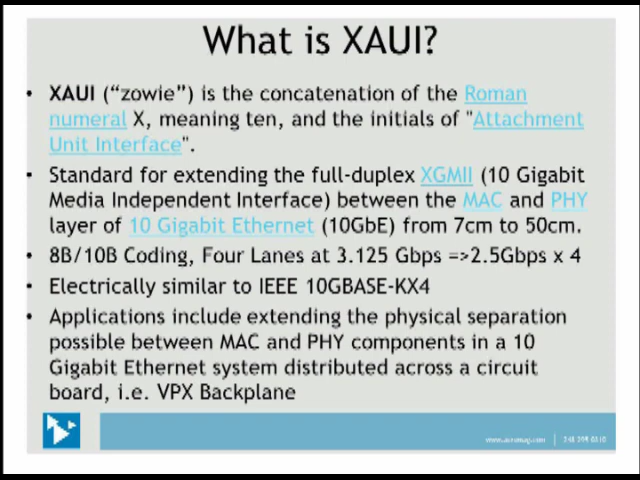 What is XAUI?
• XAUI (“zowie”) is the concatenation of the Roman
numeral X, meaning ten, and the initials of "Attachment
Unit Interface".
• Standard for extending the full-duplex XGMII (10 Gigabit
Media Independent Interface) between the MAC and PHY
layer of 10 Gigabit Ethernet (10GbE) from 7cm to 50cm.
• 8B/10B Coding, Four Lanes at 3.125 Gbps =>2.5Gbps x 4
• Electrically similar to IEEE 10GBASE-KX4
• Applications include extending the physical separation
possible between MAC and PHY components in a 10
Gigabit Ethernet system distributed across a circuit
board, i.e. VPX Backplane